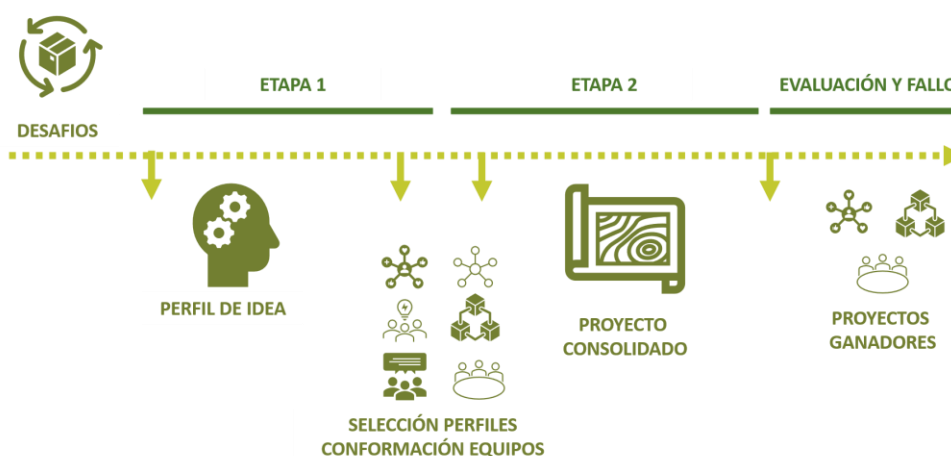 DESAFIOS
ETAPA 1
ETAPA 2
EVALUACIÓN Y FALLO
PERFIL DE IDEA
SELECCIÓN PERFILES
CONFORMACIÓN EQUIPOS
PROYECTO
CONSOLIDADO
PROYECTOS
GANADORES